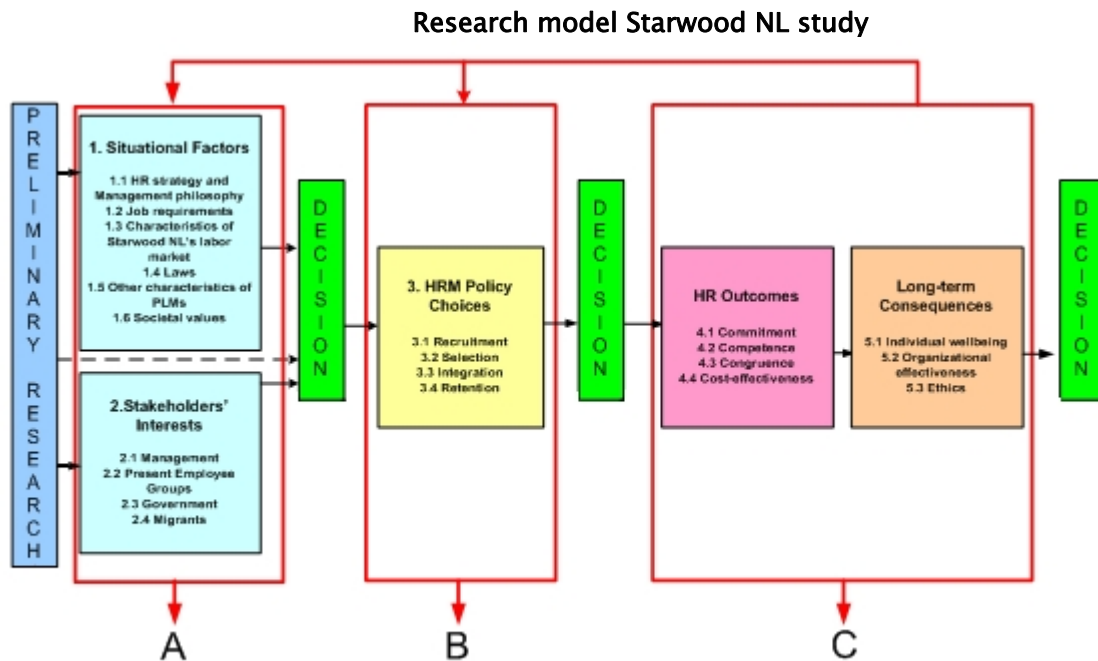 Research model Starwood NL study
PRELIMINARY RESEARCH
1. Situational Factors
1.1 HR strategy and
Management philosophy
1.2 Job requirements
1.3 Characteristics of
Starwood NL's labor
market
1.4 Laws
1.5 Other characteristics of
PLMs
1.6 Societal values
2.Stakeholders'
Interests
2.1 Management
2.2 Present Employee
Groups
2.3 Government
2.4 Migrants
DECISION
3. HRM Policy
Choices
3.1 Recruitment
3.2 Selection
3.3 Integration
3.4 Retention
DECISION
HR Outcomes
4.1 Commitment
4.2 Competence
4.3 Congruence
4.4 Cost-effectiveness
Long-term
Consequences
5.1 Individual wellbeing
5.2 Organizational
effectiveness
5.3 Ethics
DECISION
A
B
C